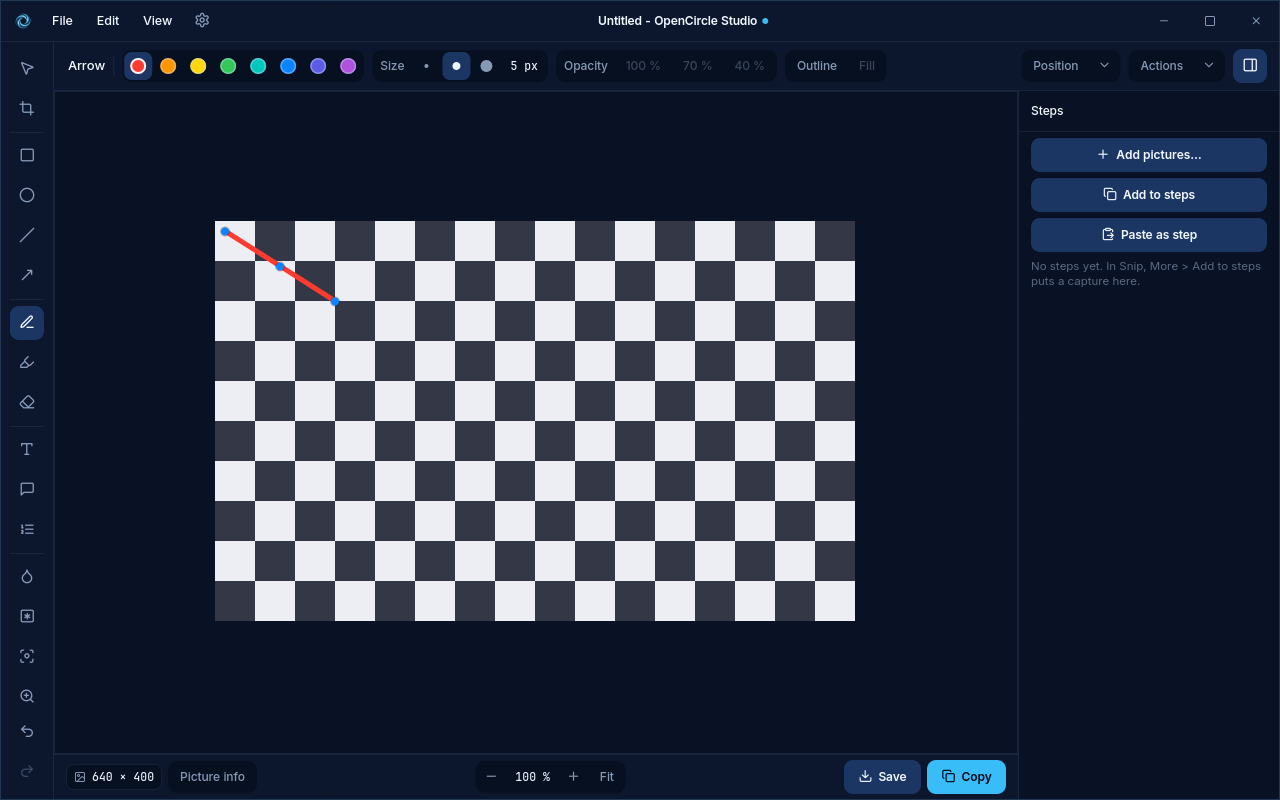 File Edit View
Untitled - OpenCircle Studio
Arrow
Size
5 px
Opacity 100 % 70 % 40 %
Outline Fill
Position
Actions
Steps
Add pictures...
Add to steps
Paste as step
No steps yet. In Snip, More > Add to steps
puts a capture here.
640 × 400
Picture info
100 %
Fit
Save
Copy